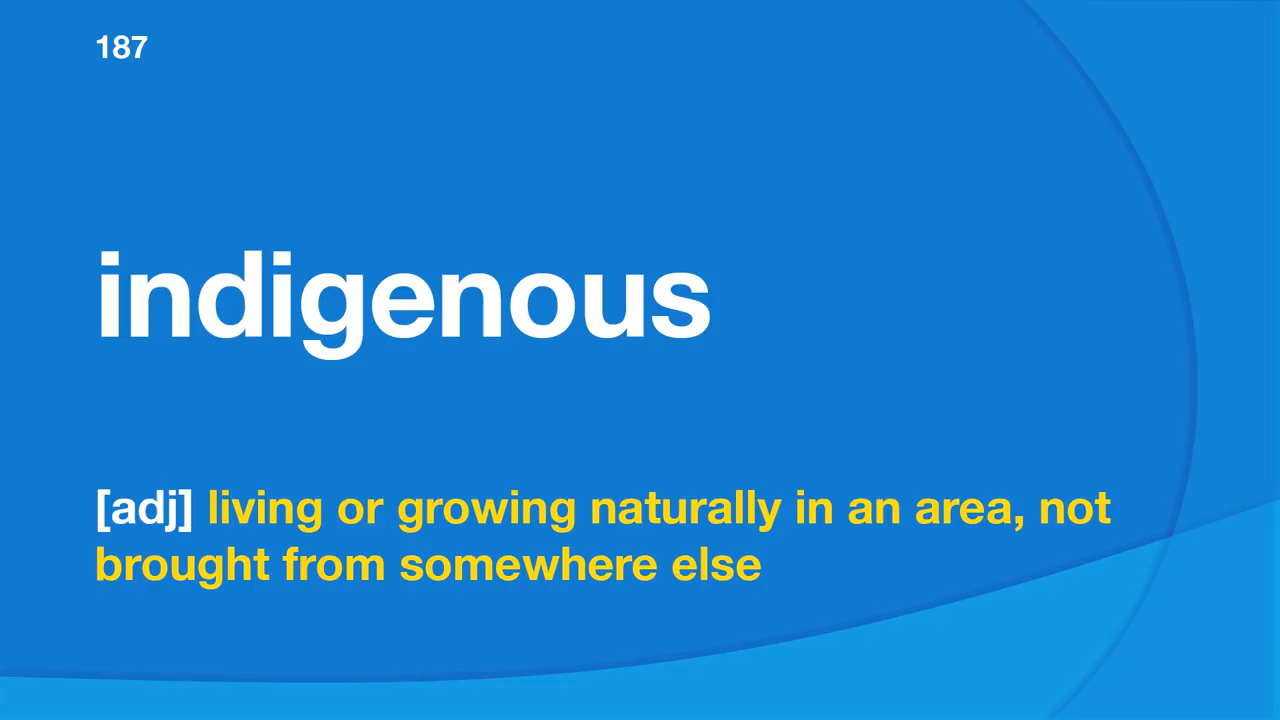 187
indigenous
[adj] living or growing naturally in an area, not
brought from somewhere else